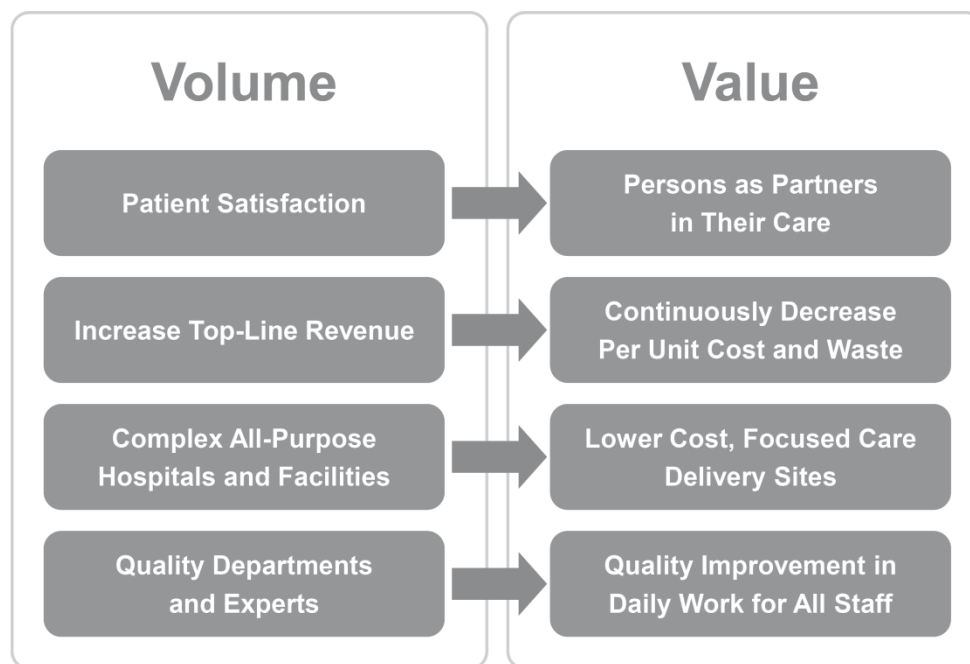 Volume
Value
Patient Satisfaction
Persons as Partners
in Their Care
Increase Top-Line Revenue
Continuously Decrease
Per Unit Cost and Waste
Complex All-Purpose
Hospitals and Facilities
Lower Cost, Focused Care
Delivery Sites
Quality Departments
and Experts
Quality Improvement in
Daily Work for All Staff